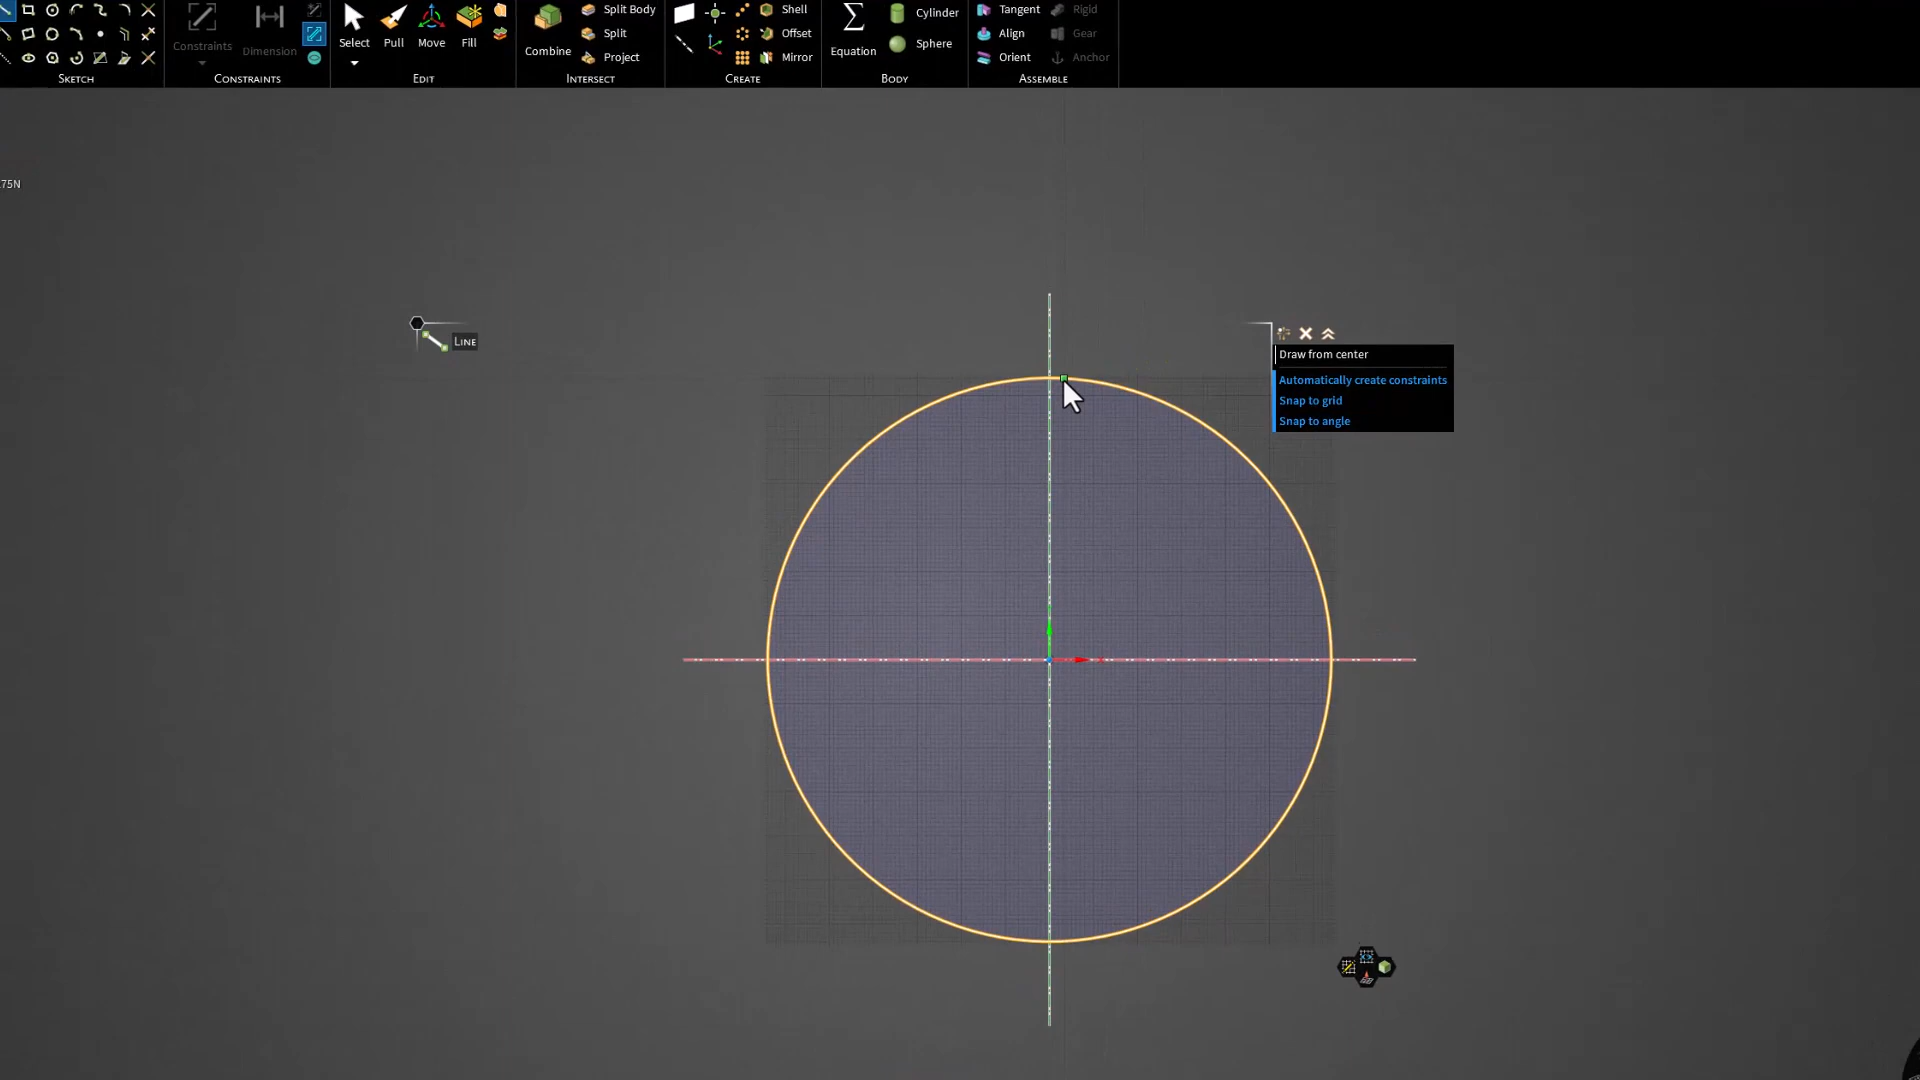 Constraints
Dimension
Select
Pull
Move
Fill
Combine
Split Body
Split
Project
Shell
Offset
Mirror
Equation
Cylinder
Sphere
Tangent
Align
Orient
Rigid
Gear
Anchor
SKETCH
CONSTRAINTS
EDIT
INTERSECT
CREATE
BODY
ASSEMBLE
.75N
LINE
Draw from center
Automatically create constraints
Snap to grid
Snap to angle